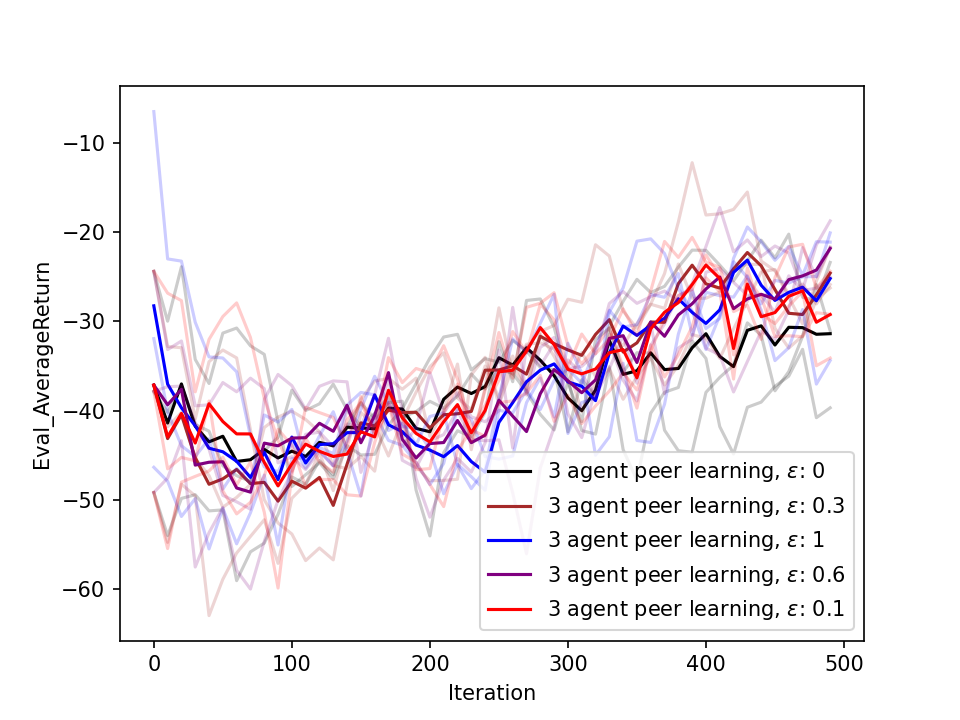 −10
−20
−30
−40
−50
−60
Eval_AverageReturn
0
100
200
300
400
500
Iteration
3 agent peer learning, ε: 0
3 agent peer learning, ε: 0.3
3 agent peer learning, ε: 1
3 agent peer learning, ε: 0.6
3 agent peer learning, ε: 0.1